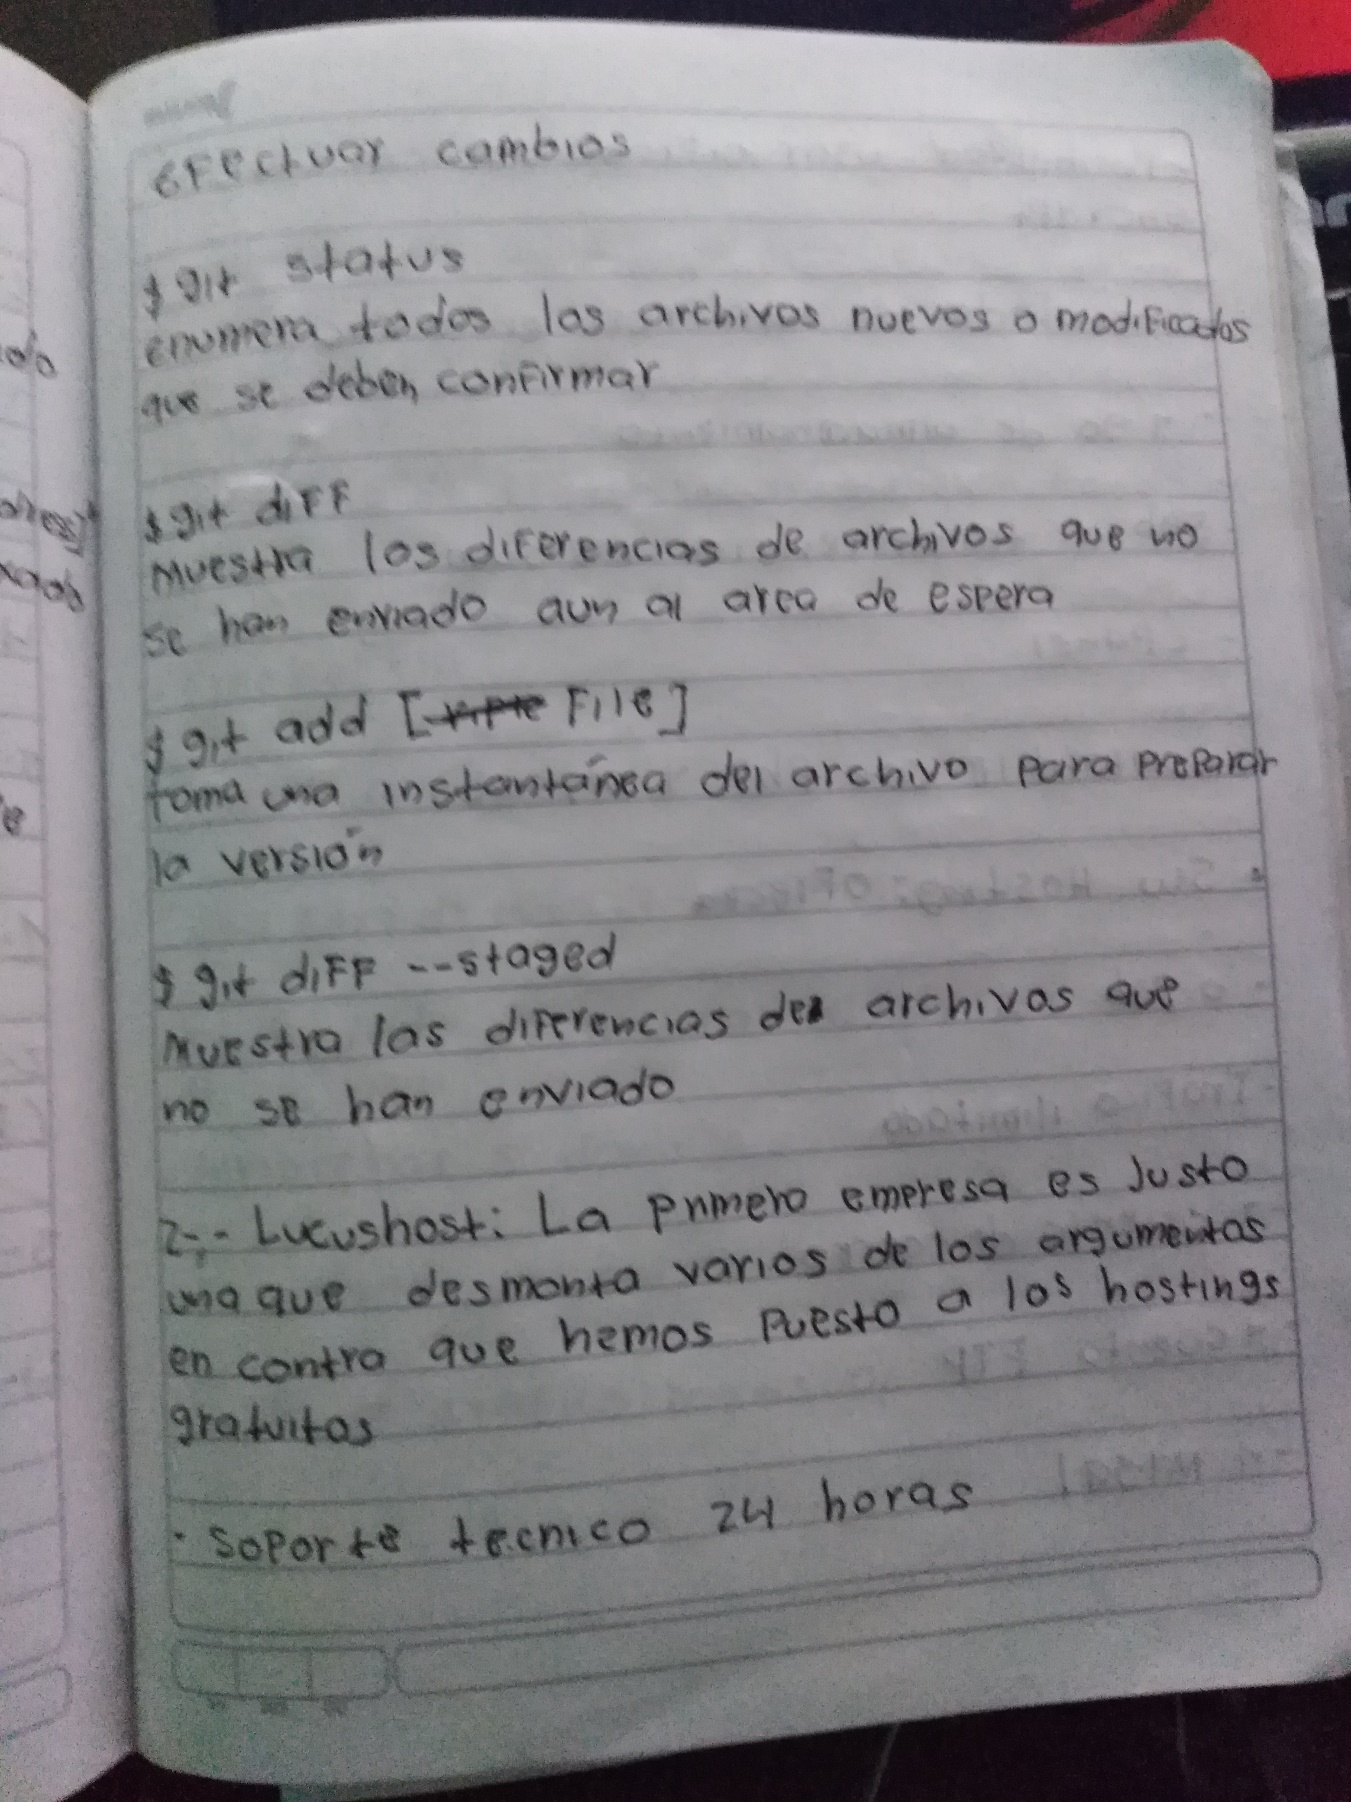 efectuar cambios
$ git status
enumera todos los archivos nuevos o modificados
que se deben confirmar
$ git diff
Muestra las diferencias de archivos que no
se han enviado aun al area de espera
$ git add [ File]
toma una instantánea del archivo para preparar
la versión
$ git diff --staged
Muestra las diferencias de archivos que
no se han enviado
2-- Lucushost: La primero empresa es justo
una que desmonta varios de los argumentos
en contra que hemos puesto a los hostings
gratuitos
· soporte tecnico 24 horas